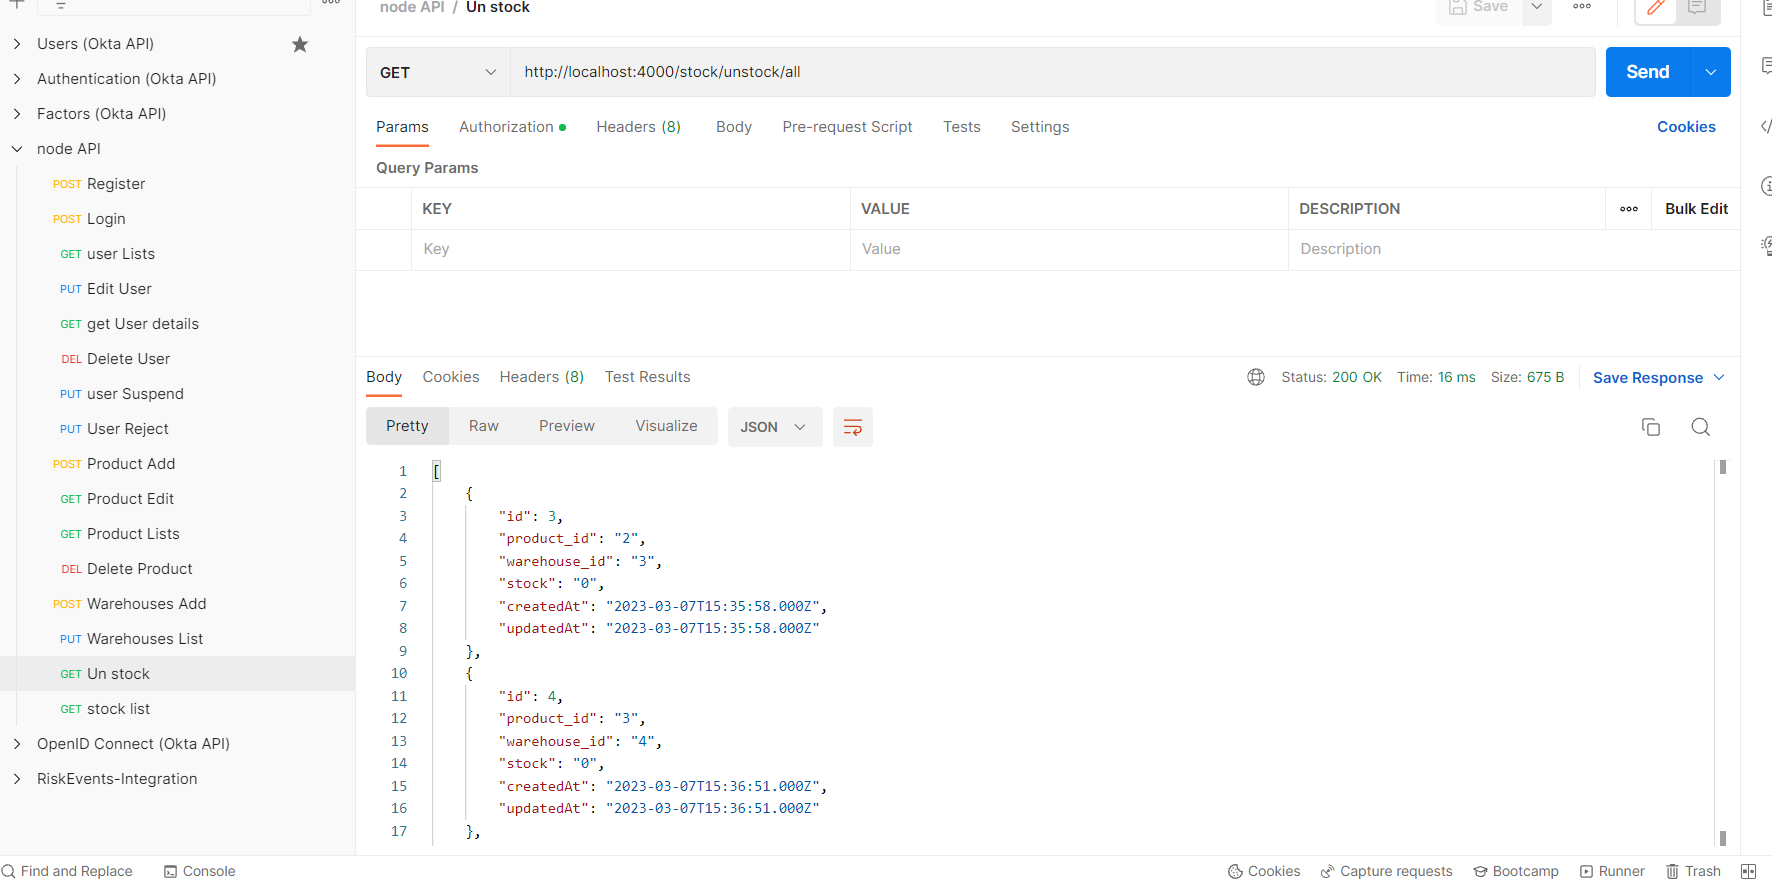 node API / Un stock
Save
Users (Okta API)
Authentication (Okta API)
Factors (Okta API)
node API
POST Register
POST Login
GET user Lists
PUT Edit User
GET get User details
DEL Delete User
PUT user Suspend
PUT User Reject
POST Product Add
GET Product Edit
GET Product Lists
DEL Delete Product
POST Warehouses Add
PUT Warehouses List
GET Un stock
GET stock list
OpenID Connect (Okta API)
RiskEvents-Integration
GET http://localhost:4000/stock/unstock/all Send
Params Authorization Headers (8) Body Pre-request Script Tests Settings Cookies
Query Params
KEY VALUE DESCRIPTION Bulk Edit
Key Value Description
Body Cookies Headers (8) Test Results Status: 200 OK Time: 16 ms Size: 675 B Save Response
Pretty Raw Preview Visualize JSON
1 [
2 {
3 "id": 3,
4 "product_id": "2",
5 "warehouse_id": "3",
6 "stock": "0",
7 "createdAt": "2023-03-07T15:35:58.000Z",
8 "updatedAt": "2023-03-07T15:35:58.000Z"
9 },
10 {
11 "id": 4,
12 "product_id": "3",
13 "warehouse_id": "4",
14 "stock": "0",
15 "createdAt": "2023-03-07T15:36:51.000Z",
16 "updatedAt": "2023-03-07T15:36:51.000Z"
17 },
Find and Replace Console Cookies Capture requests Bootcamp Runner Trash